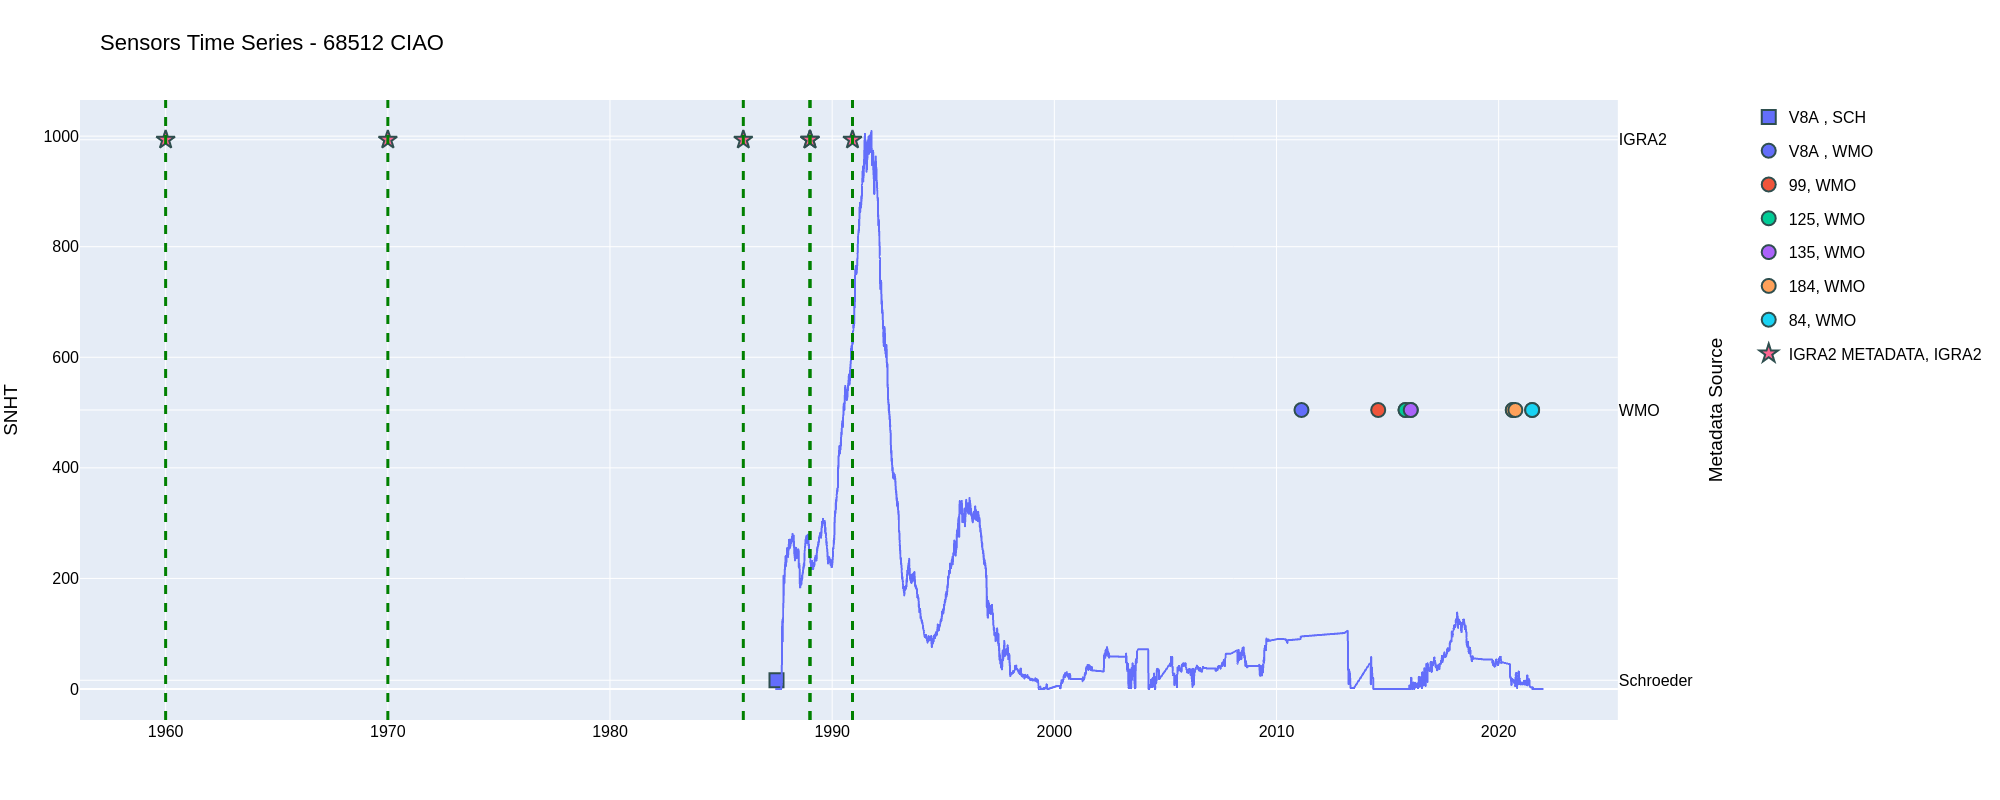 Sensors Time Series - 68512 CIAO
SNHT
1000
800
600
400
200
0
1960
1970
1980
1990
2000
2010
2020
IGRA2
WMO
Schroeder
Metadata Source
V8A , SCH
V8A , WMO
99, WMO
125, WMO
135, WMO
184, WMO
84, WMO
IGRA2 METADATA, IGRA2